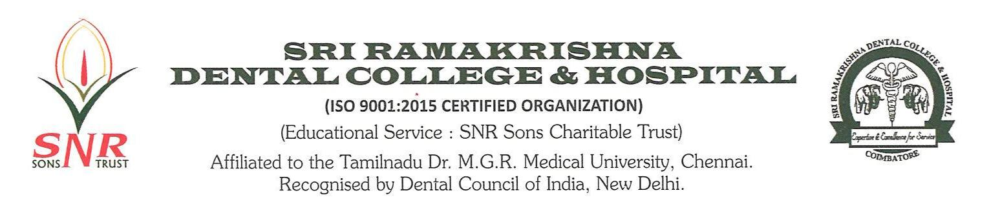 SRI RAMAKRISHNA
DENTAL COLLEGE & HOSPITAL
(ISO 9001:2015 CERTIFIED ORGANIZATION)
(Educational Service : SNR Sons Charitable Trust)
Affiliated to the Tamilnadu Dr. M.G.R. Medical University, Chennai.
Recognised by Dental Council of India, New Delhi.
SNR
SONS TRUST
SRI RAMAKRISHNA DENTAL COLLEGE & HOSPITAL
Expertise & Excellence for Service
COIMBATORE